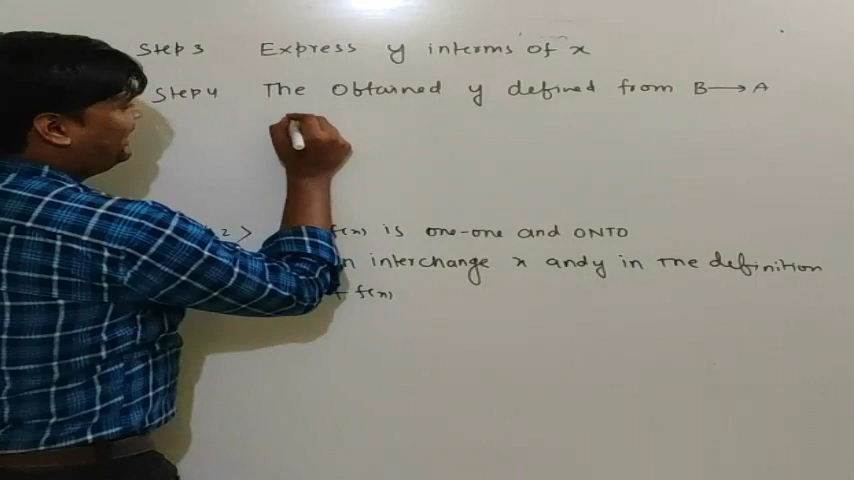 Step 3 Express y interms of x
Step 4 The Obtained y defined from B → A
2> f(x) is one-one and ONTO
interchange x and y in The definition
f(x)